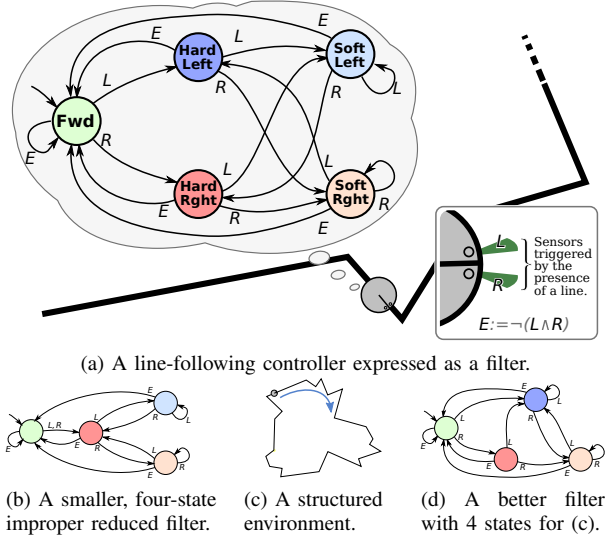 E
E
L
Hard
Left
Soft
Left
L
R
L
Fwd
R
E
L
R
L
Hard
Rght
Soft
Rght
E
R
R
E
L
R
Sensors
triggered
by the
presence
of a line.
E:=¬(L∧R)
(a) A line-following controller expressed as a filter.
E
L,R
L
R
L
E
L
E
R
R
E
E
L
R
L
E
R
L
E
R
R
E
(b) A smaller, four-state
improper reduced filter.
(c) A structured
environment.
(d) A better filter
with 4 states for (c).